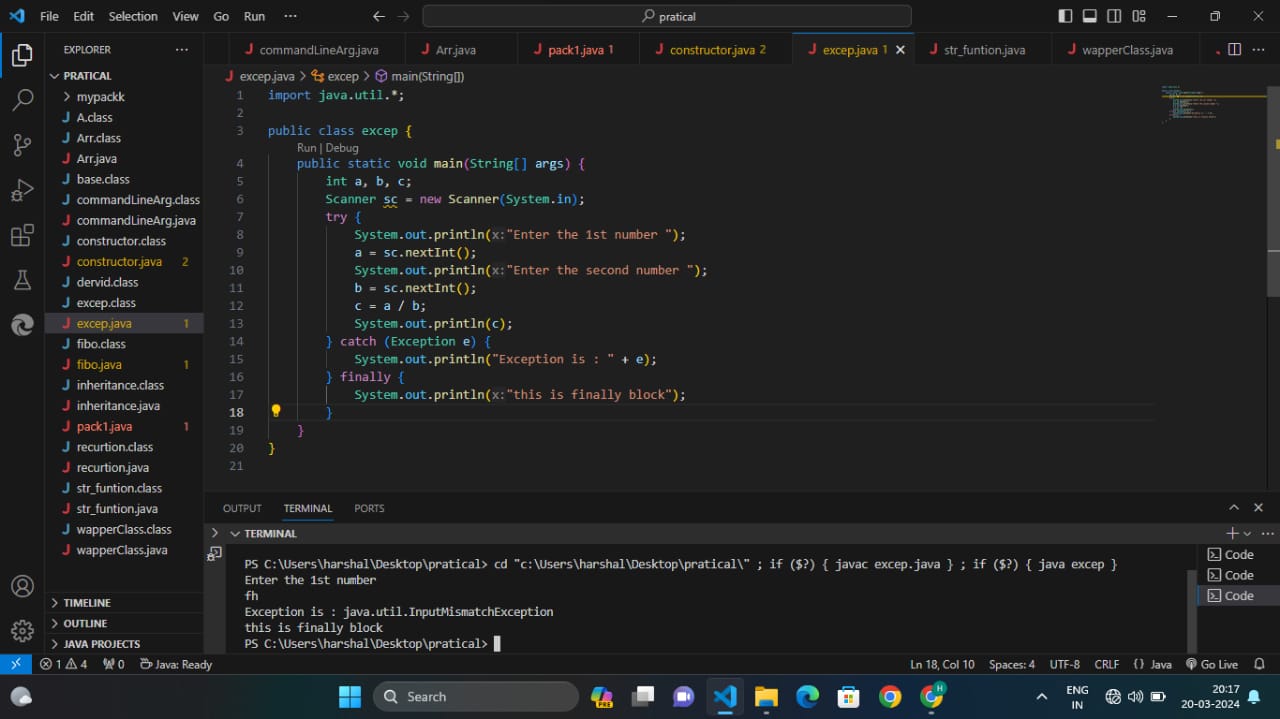 File Edit Selection View Go Run ··· pratical
EXPLORER ···
PRATICAL
mypackk
A.class
Arr.class
Arr.java
base.class
commandLineArg.class
commandLineArg.java
constructor.class
constructor.java 2
dervid.class
excep.class
excep.java 1
fibo.class
fibo.java 1
inheritance.class
inheritance.java
pack1.java 1
recurtion.class
recurtion.java
str_funtion.class
str_funtion.java
wapperClass.class
wapperClass.java
TIMELINE
OUTLINE
JAVA PROJECTS
commandLineArg.java Arr.java pack1.java 1 constructor.java 2 excep.java 1 str_funtion.java wapperClass.java
excep.java > excep > main(String[])
1 import java.util.*;
2
3 public class excep {
Run | Debug
4 public static void main(String[] args) {
5 int a, b, c;
6 Scanner sc = new Scanner(System.in);
7 try {
8 System.out.println(x:"Enter the 1st number ");
9 a = sc.nextInt();
10 System.out.println(x:"Enter the second number ");
11 b = sc.nextInt();
12 c = a / b;
13 System.out.println(c);
14 } catch (Exception e) {
15 System.out.println("Exception is : " + e);
16 } finally {
17 System.out.println(x:"this is finally block");
18 }
19 }
20 }
21
OUTPUT TERMINAL PORTS
TERMINAL
PS C:\Users\harshal\Desktop\pratical> cd "c:\Users\harshal\Desktop\pratical\" ; if ($?) { javac excep.java } ; if ($?) { java excep }
Enter the 1st number
fh
Exception is : java.util.InputMismatchException
this is finally block
PS C:\Users\harshal\Desktop\pratical>
Code
Code
Code
1 4 0 Java: Ready Ln 18, Col 10 Spaces: 4 UTF-8 CRLF {} Java Go Live
Search PRE H ENG IN 20:17 20-03-2024